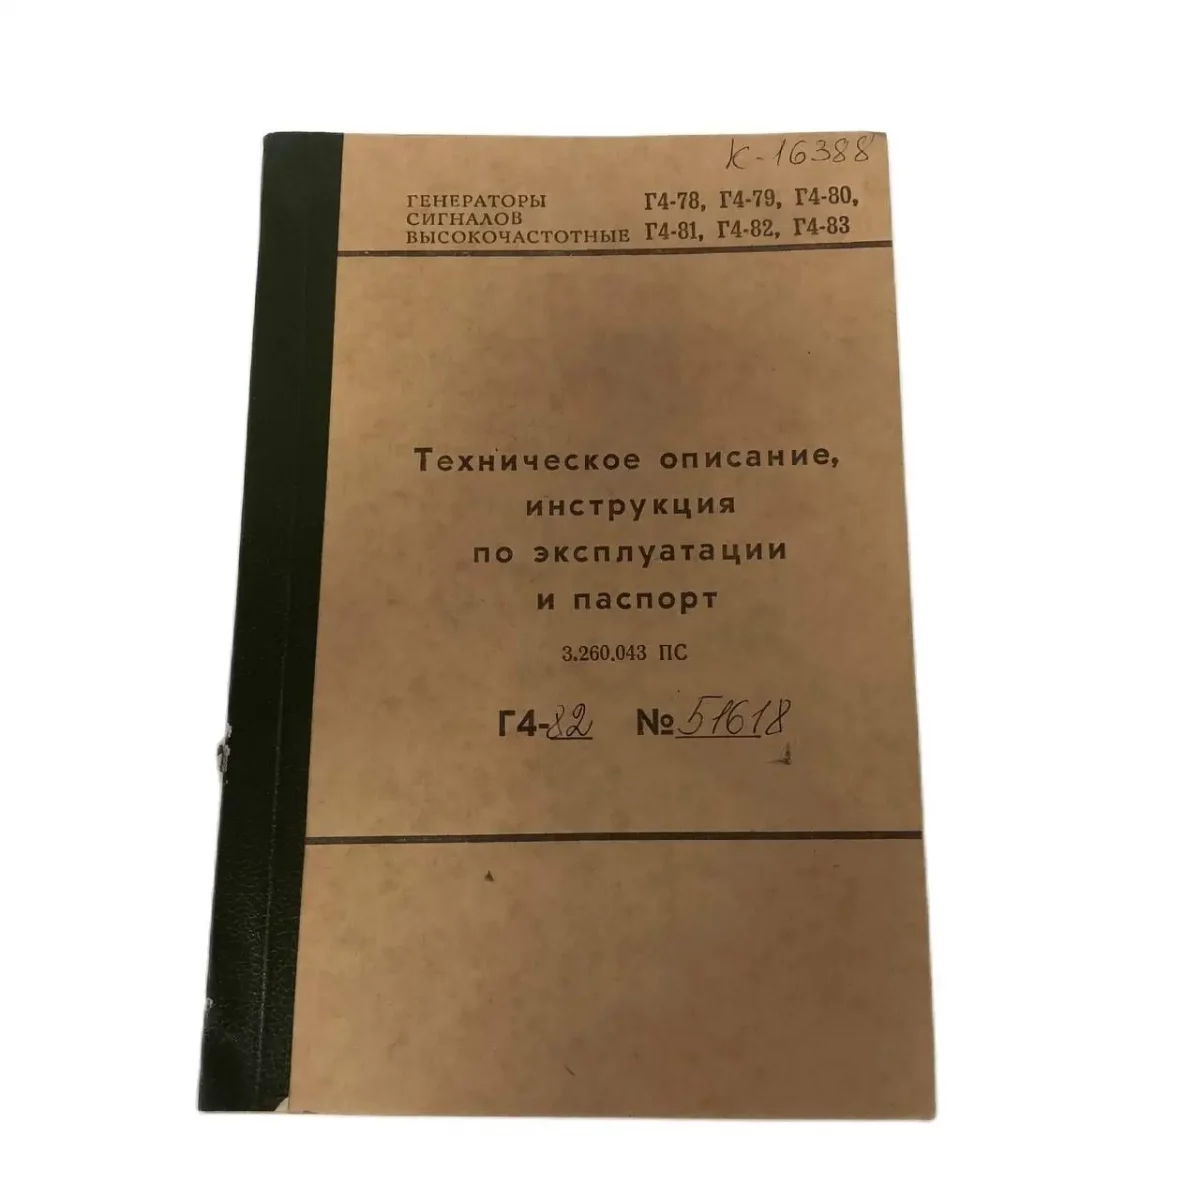 К-16388
ГЕНЕРАТОРЫ
СИГНАЛОВ
ВЫСОКОЧАСТОТНЫЕ
Г4-78, Г4-79, Г4-80,
Г4-81, Г4-82, Г4-83
Техническое описание,
инструкция
по эксплуатации
и паспорт
3.260.043 ПС
Г4-82 №51618